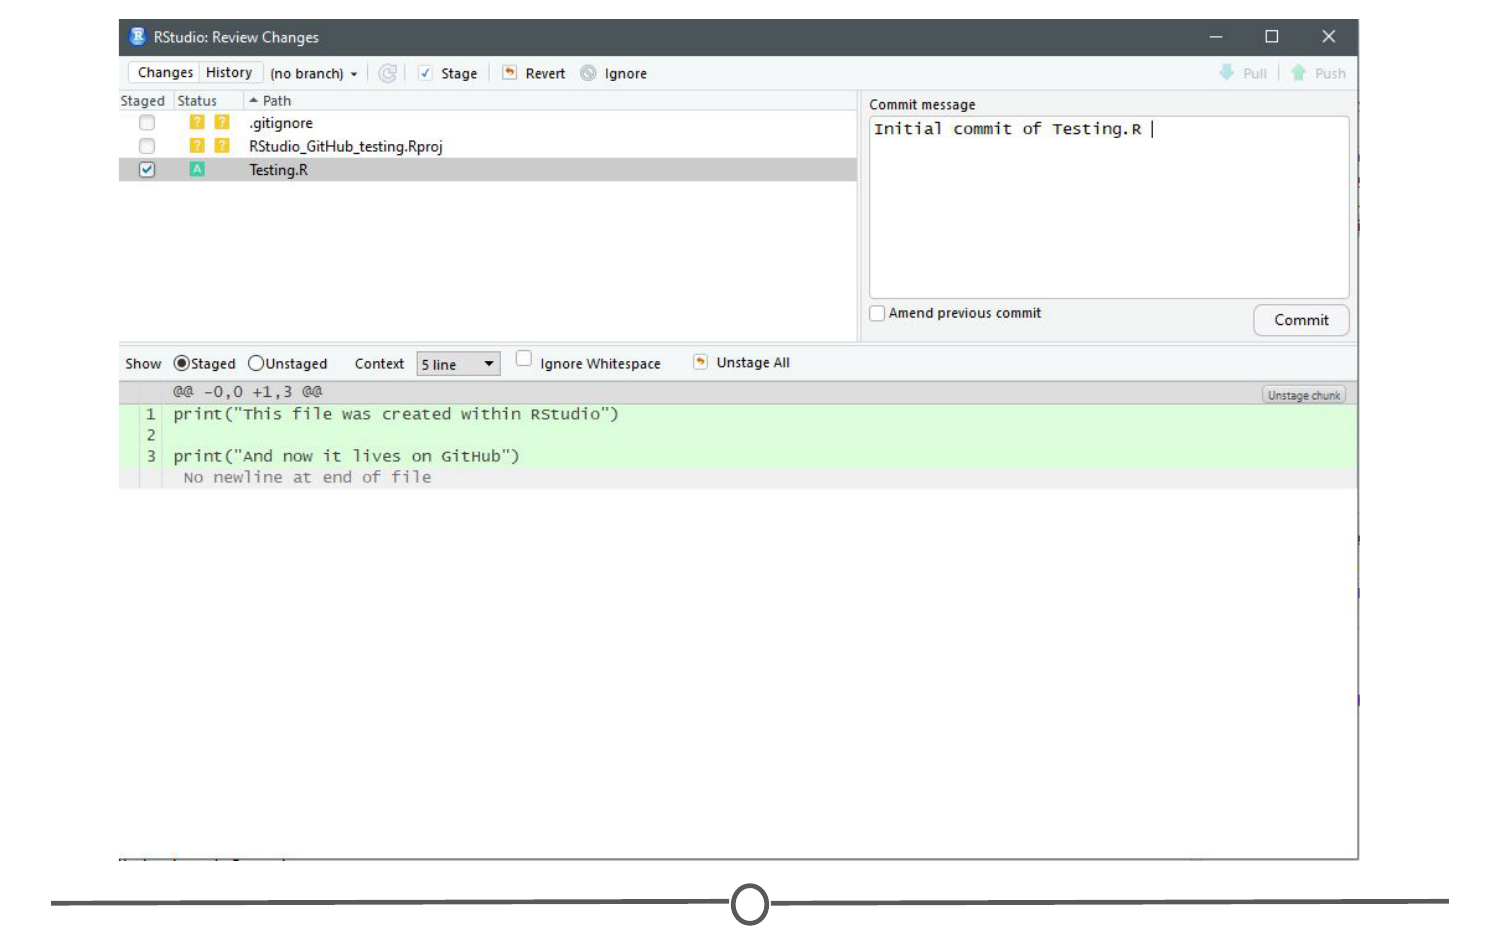 RStudio: Review Changes
Changes History (no branch) Stage Revert Ignore Pull Push
Staged Status Path
? ? .gitignore
? ? RStudio_GitHub_testing.Rproj
A Testing.R
Commit message
Initial commit of Testing.R
Amend previous commit
Commit
Show Staged Unstaged Context 5 line Ignore Whitespace Unstage All
@@ -0,0 +1,3 @@ Unstage chunk
1 print("This file was created within RStudio")
2
3 print("And now it lives on GitHub")
No newline at end of file